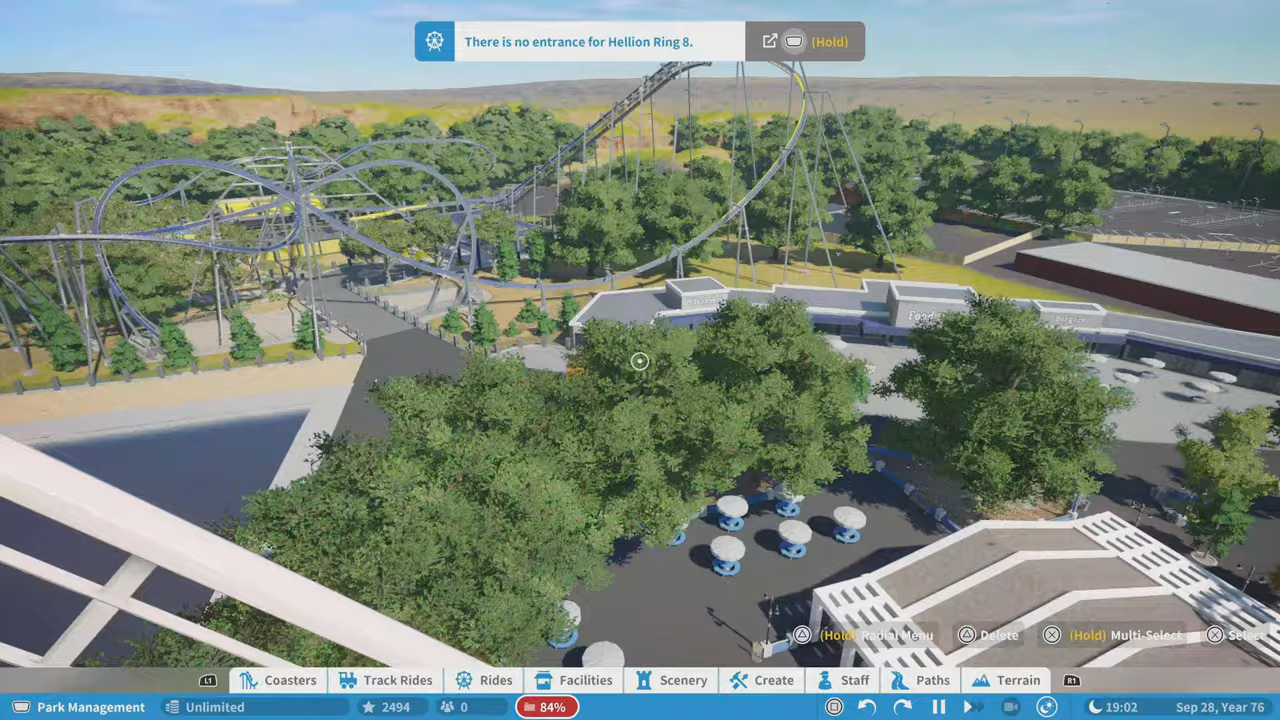 There is no entrance for Hellion Ring 8.
(Hold)
Burger
(Hold) Radial Menu
Delete
(Hold) Multi-Select
Select
L1
Coasters
Track Rides
Rides
Facilities
Scenery
Create
Staff
Paths
Terrain
R1
Park Management
Unlimited
2494
0
84%
19:02
Sep 28, Year 76